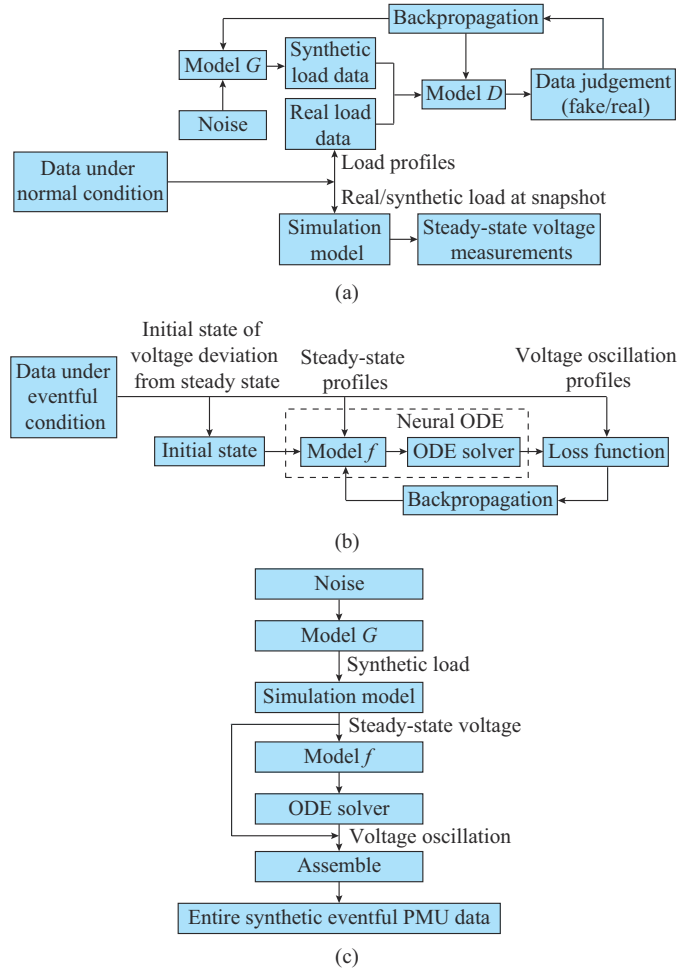 Backpropagation
Synthetic
load data
Model G
Model D
Data judgement
(fake/real)
Noise
Real load
data
Data under
normal condition
Load profiles
Real/synthetic load at snapshot
Simulation
model
Steady-state voltage
measurements
(a)
Initial state of
voltage deviation
from steady state
Steady-state
profiles
Voltage oscillation
profiles
Data under
eventful
condition
Neural ODE
Initial state
Model f
ODE solver
Loss function
Backpropagation
(b)
Noise
Model G
Synthetic load
Simulation model
Steady-state voltage
Model f
ODE solver
Voltage oscillation
Assemble
Entire synthetic eventful PMU data
(c)